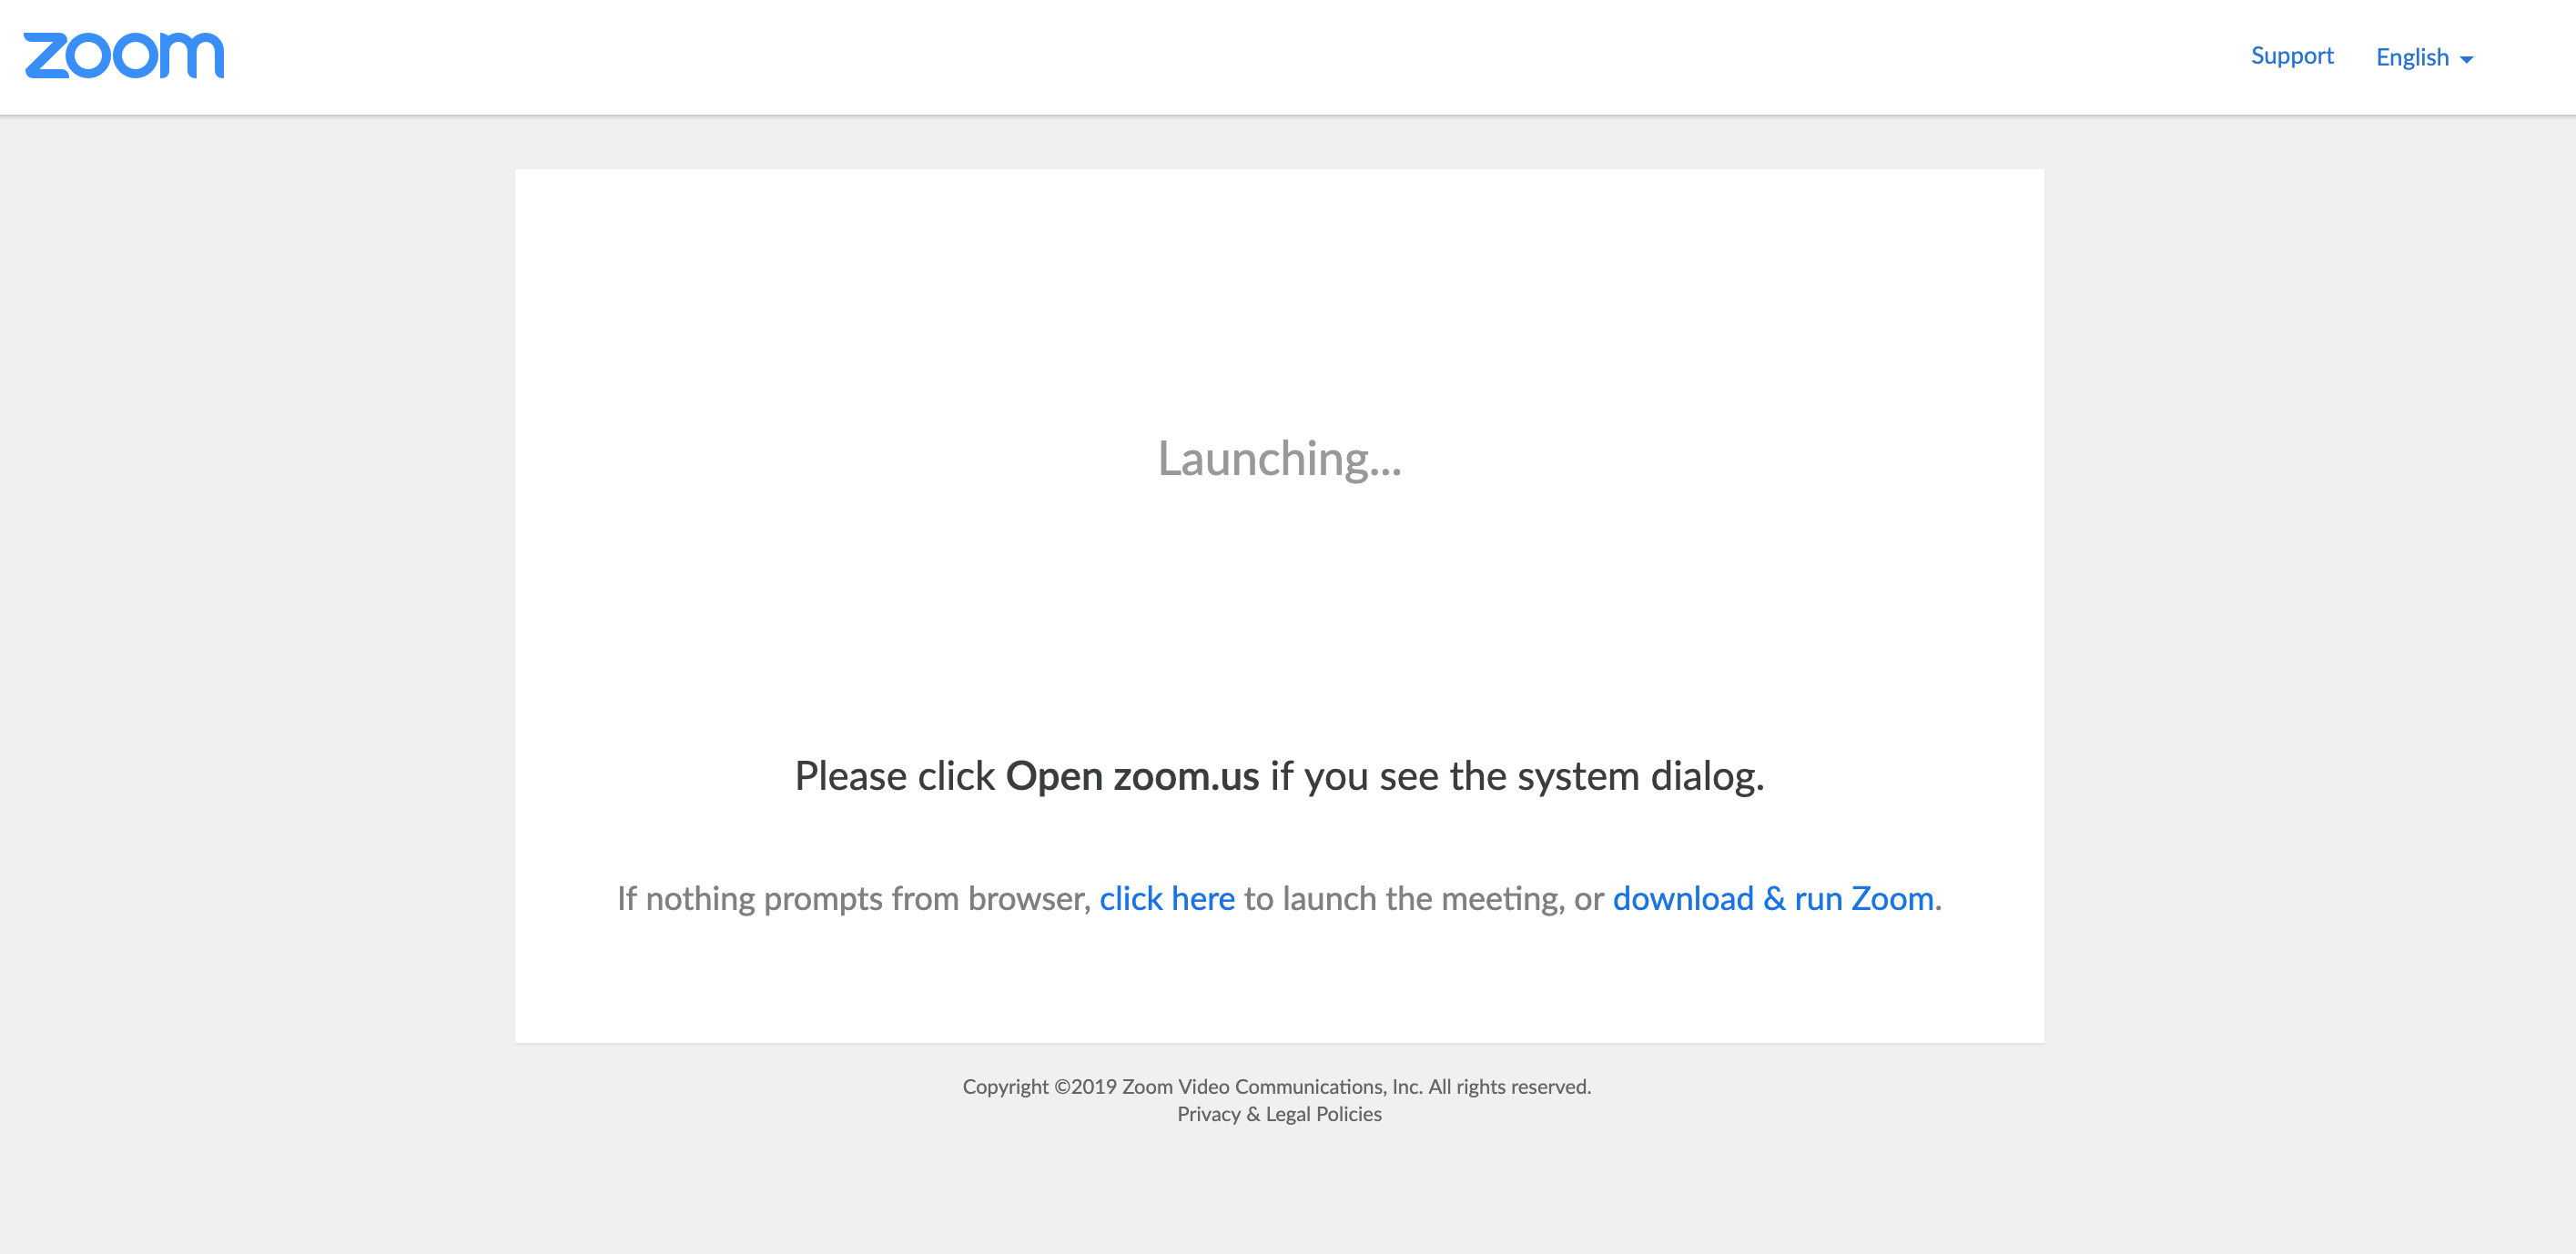 zoom
Support English
Launching...
Please click Open zoom.us if you see the system dialog.
If nothing prompts from browser, click here to launch the meeting, or download & run Zoom.
Copyright ©2019 Zoom Video Communications, Inc. All rights reserved.
Privacy & Legal Policies